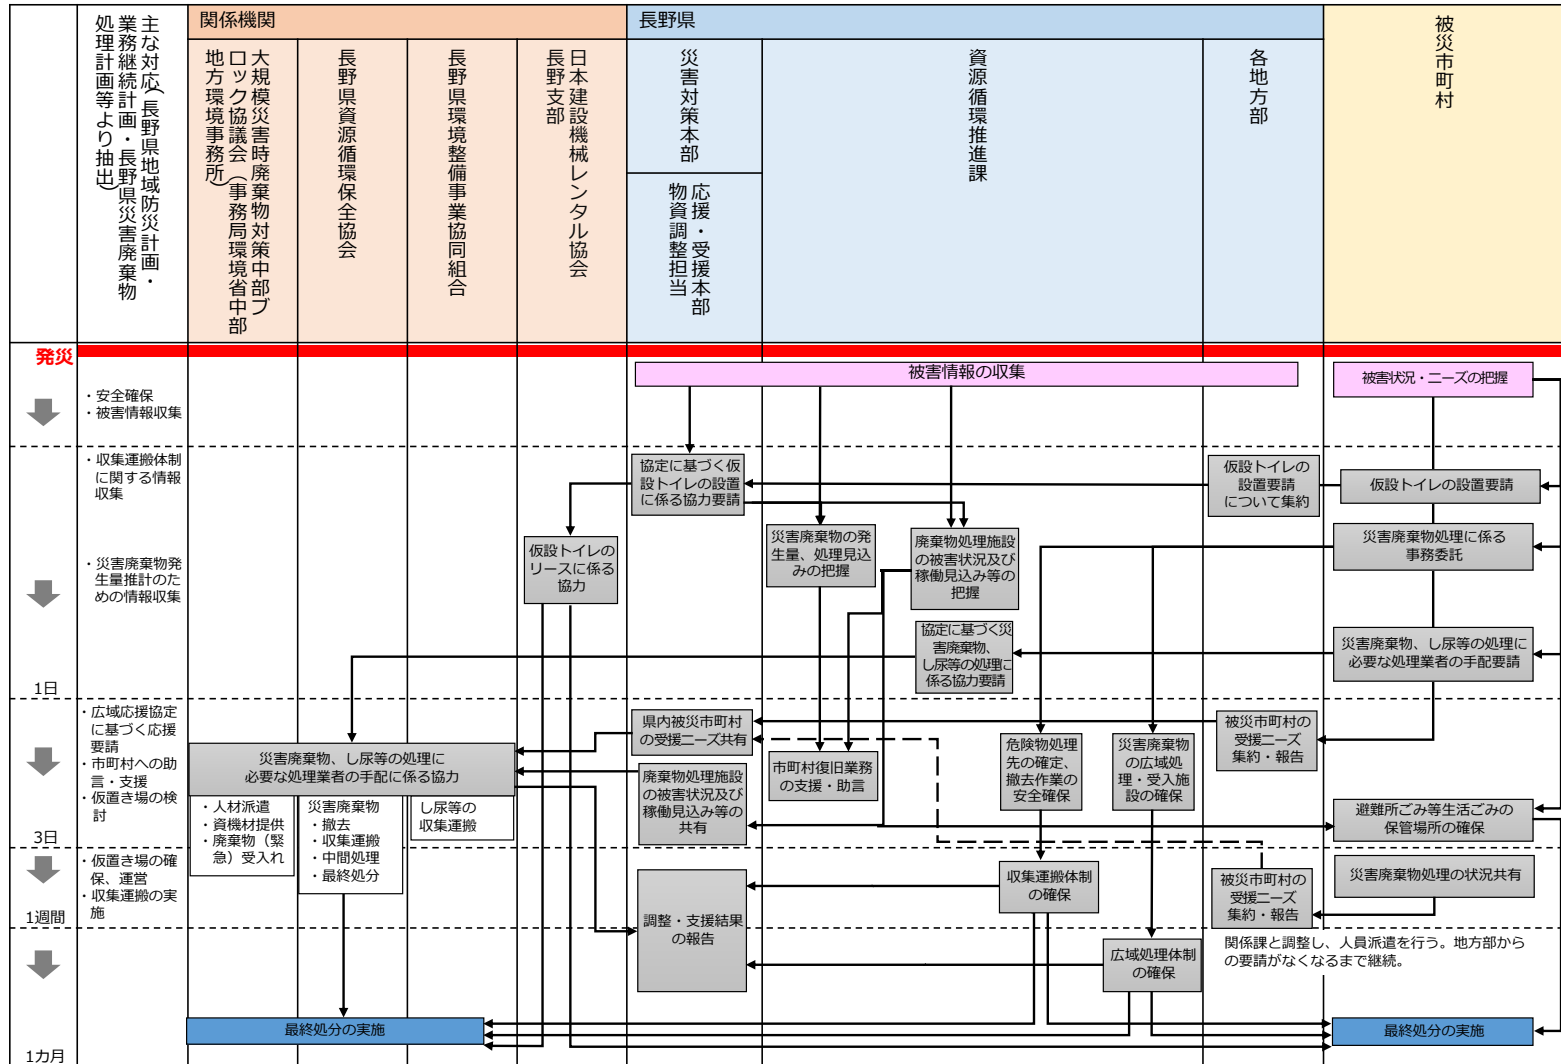 主な対応（長野県地域防災計画・
業務継続計画・長野県災害廃棄物
処理計画等より抽出）
関係機関
大規模災害時廃棄物対策中部ブ
ロック協議会（事務局環境省中部
地方環境事務所）
長野県資源循環保全協会
長野県環境整備事業協同組合
日本建設機械レンタル協会
長野支部
長野県
災害対策本部
応援・受援本部
物資調整担当
資源循環推進課
各地方部
被災市町村
発災
・安全確保
・被害情報収集
被害情報の収集
被害状況・ニーズの把握
・収集運搬体制
に関する情報
収集
協定に基づく仮
設トイレの設置
に係る協力要請
仮設トイレの
設置要請
について集約
仮設トイレの設置要請
・災害廃棄物発
生量推計のた
めの情報収集
仮設トイレの
リースに係る
協力
災害廃棄物の発
生量、処理見込
みの把握
廃棄物処理施設
の被害状況及び
稼働見込み等の
把握
災害廃棄物処理に係る
事務委託
協定に基づく災
害廃棄物、
し尿等の処理に
係る協力要請
災害廃棄物、し尿等の処理に
必要な処理業者の手配要請
1日
・広域応援協定
に基づく応援
要請
・市町村への助
言・支援
・仮置き場の検
討
災害廃棄物、し尿等の処理に
必要な処理業者の手配に係る協力
・人材派遣
・資機材提供
・廃棄物（緊
急）受入れ
災害廃棄物
・撤去
・収集運搬
・中間処理
・最終処分
し尿等の
収集運搬
県内被災市町村
の受援ニーズ共有
廃棄物処理施設
の被害状況及び
稼働見込み等の
共有
市町村復旧業務
の支援・助言
危険物処理
先の確定、
撤去作業の
安全確保
災害廃棄物
の広域処
理・受入施
設の確保
被災市町村の
受援ニーズ
集約・報告
避難所ごみ等生活ごみの
保管場所の確保
3日
・仮置き場の確
保、運営
・収集運搬の実
施
調整・支援結果
の報告
収集運搬体制
の確保
被災市町村の
受援ニーズ
集約・報告
災害廃棄物処理の状況共有
1週間
広域処理体制
の確保
関係課と調整し、人員派遣を行う。地方部から
の要請がなくなるまで継続。
最終処分の実施
最終処分の実施
1カ月